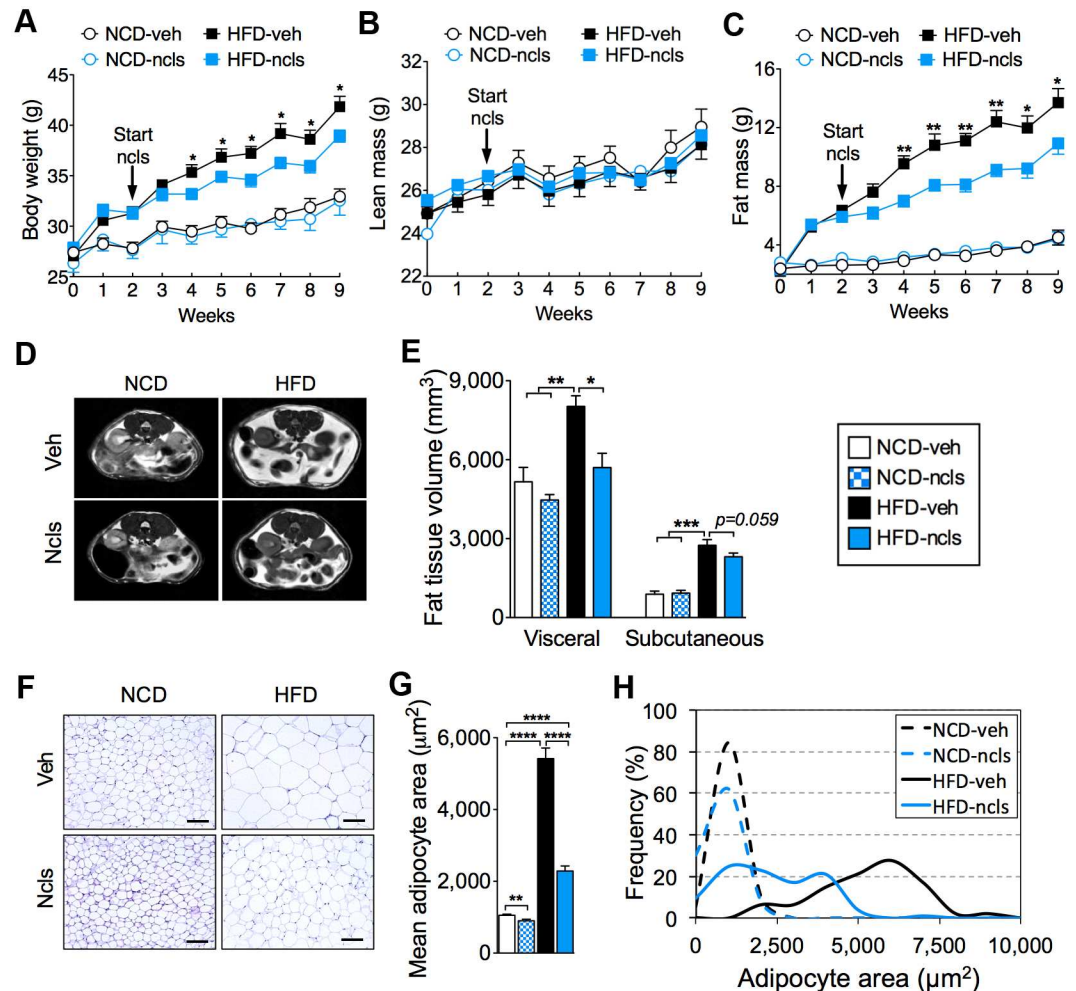 A
NCD-veh HFD-veh
NCD-ncls HFD-ncls
Body weight (g)
45
40
35
30
25
Start
ncls
* * * * * *
0 1 2 3 4 5 6 7 8 9
Weeks
B
NCD-veh HFD-veh
NCD-ncls HFD-ncls
Lean mass (g)
32
30
28
26
24
22
Start
ncls
0 1 2 3 4 5 6 7 8 9
Weeks
C
NCD-veh HFD-veh
NCD-ncls HFD-ncls
Fat mass (g)
16
12
8
4
Start
ncls
** ** ** ** * *
0 1 2 3 4 5 6 7 8 9
Weeks
D
NCD HFD
Veh
Ncls
E
Fat tissue volume (mm³)
9,000
6,000
3,000
0
** *
*** p=0.059
Visceral Subcutaneous
NCD-veh
NCD-ncls
HFD-veh
HFD-ncls
F
NCD HFD
Veh
Ncls
G
Mean adipocyte area (µm²)
6,000
4,000
2,000
0
****
**** ****
**
H
Frequency (%)
100
80
60
40
20
0
NCD-veh
NCD-ncls
HFD-veh
HFD-ncls
0 2,500 5,000 7,500 10,000
Adipocyte area (µm²)